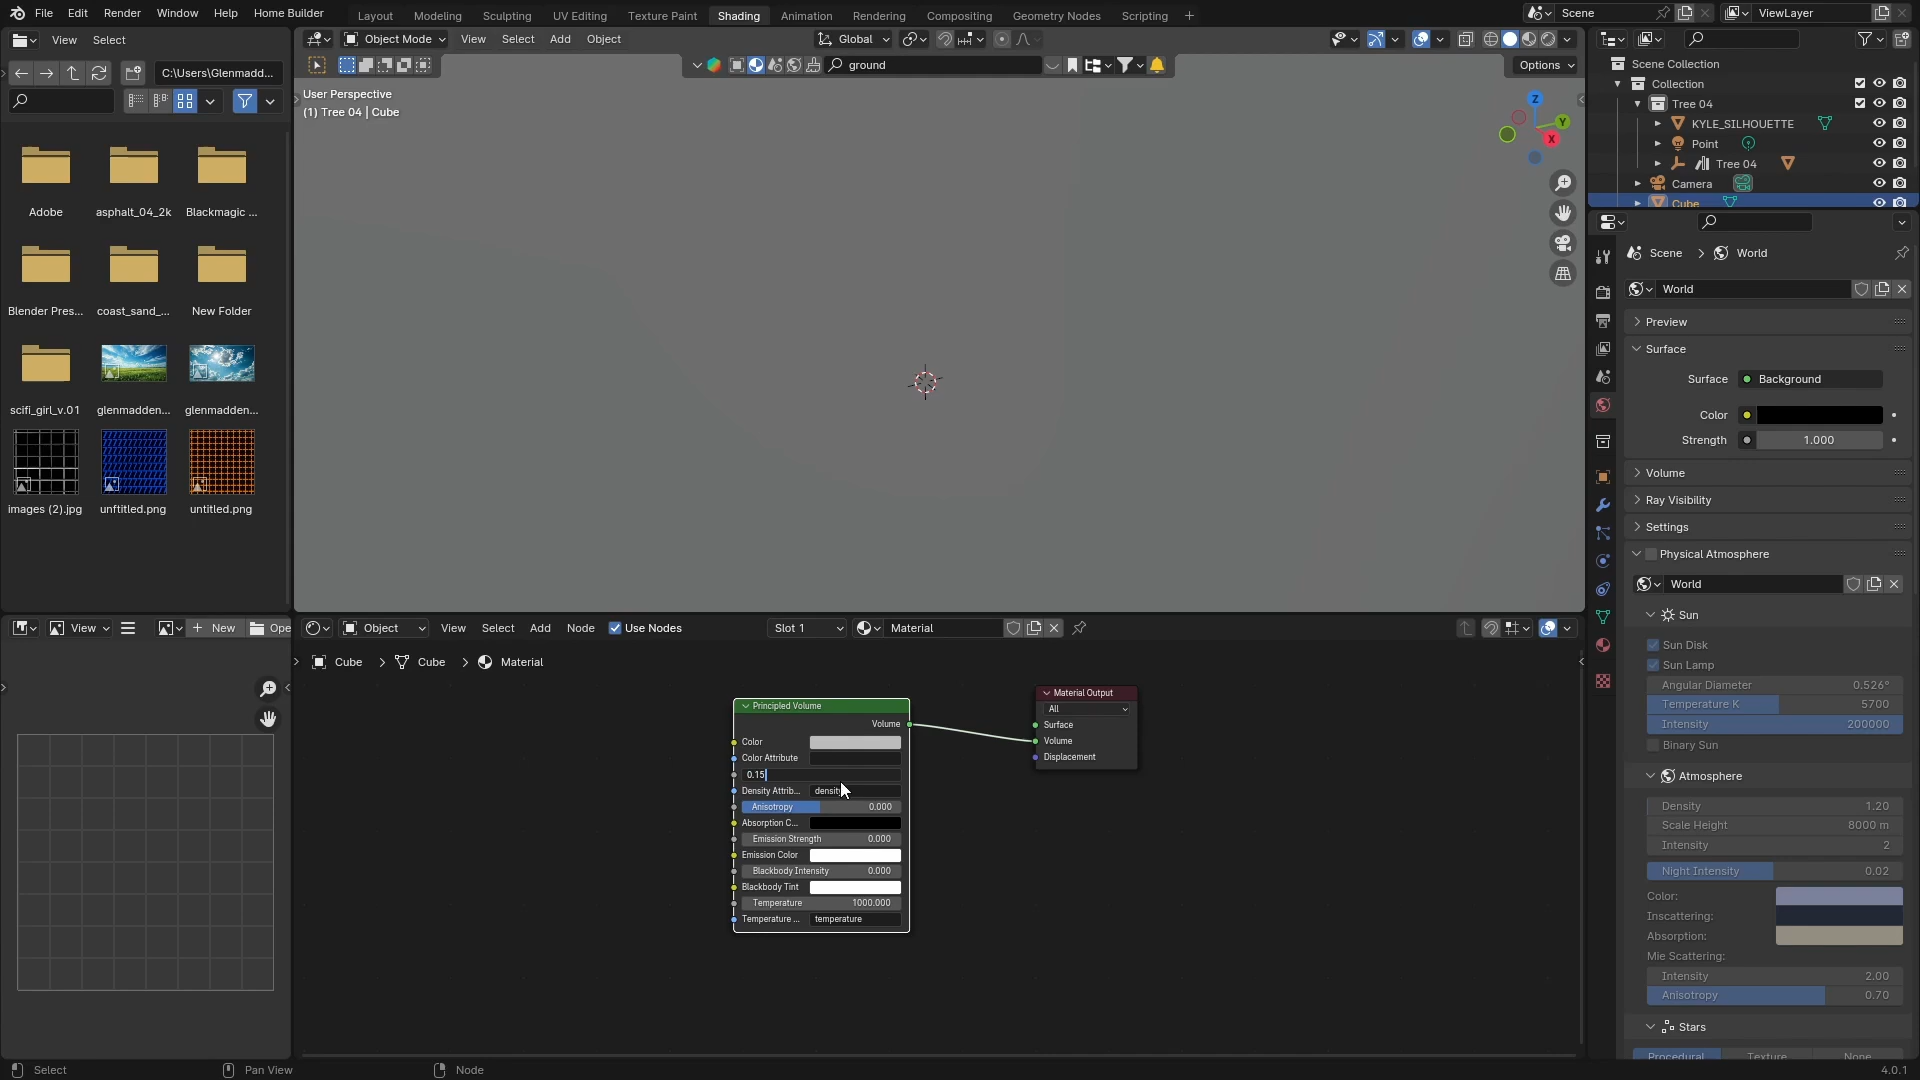 File Edit Render Window Help Home Builder
Layout Modeling Sculpting UV Editing Texture Paint Shading Animation Rendering Compositing Geometry Nodes Scripting +
Scene
ViewLayer
View Select
C:\Users\Glenmadd...
Adobe
asphalt_04_2k
Blackmagic ...
Blender Pres...
coast_sand_...
New Folder
scifi_girl_v.01
glenmadden...
glenmadden...
images (2).jpg
unftitled.png
untitled.png
Object Mode View Select Add Object
Global
ground
Options
User Perspective
(1) Tree 04 | Cube
Z
Y
X
Scene Collection
Collection
Tree 04
KYLE_SILHOUETTE
Point
Tree 04
Camera
Cube
Scene > World
World
Preview
Surface
Surface Background
Color
Strength 1.000
Volume
Ray Visibility
Settings
Physical Atmosphere
World
Sun
Sun Disk
Sun Lamp
Angular Diameter 0.526°
Temperature K 5700
Intensity 200000
Binary Sun
Atmosphere
Density 1.20
Scale Height 8000 m
Intensity 2
Night Intensity 0.02
Color:
Inscattering:
Absorption:
Mie Scattering:
Intensity 2.00
Anisotropy 0.70
Stars
Procedural Texture None
View
+ New
Ope
Object View Select Add Node Use Nodes Slot 1 Material
Cube > Cube > Material
Principled Volume
Volume
Color
Color Attribute
0.15
Density Attrib... density
Anisotropy 0.000
Absorption C...
Emission Strength 0.000
Emission Color
Blackbody Intensity 0.000
Blackbody Tint
Temperature 1000.000
Temperature ... temperature
Material Output
All
Surface
Volume
Displacement
Select
Pan View
Node
4.0.1